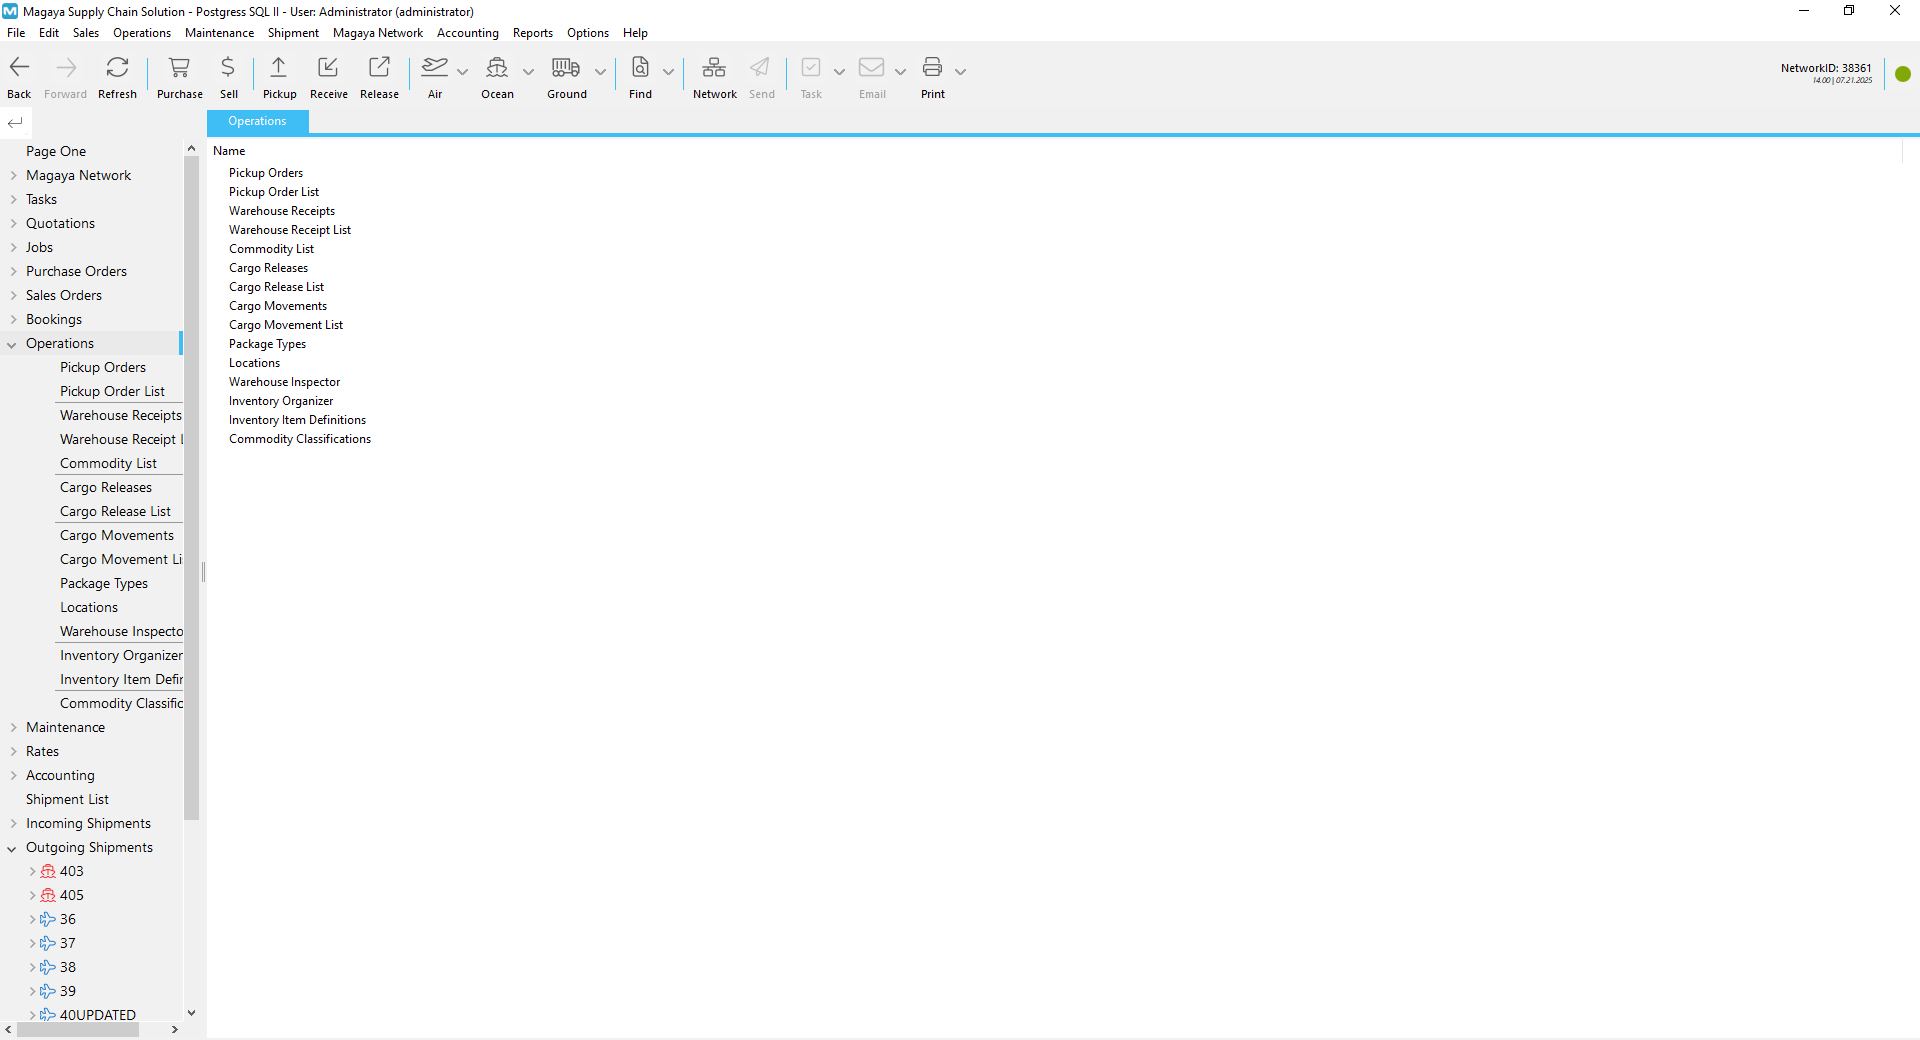 Magaya Supply Chain Solution - Postgress SQL II - User: Administrator (administrator)
File Edit Sales Operations Maintenance Shipment Magaya Network Accounting Reports Options Help
Back Forward Refresh Purchase Sell Pickup Receive Release Air Ocean Ground Find Network Send Task Email Print
NetworkID: 38361
14.00 | 07.21.2025
Operations
Page One
Magaya Network
Tasks
Quotations
Jobs
Purchase Orders
Sales Orders
Bookings
Operations
Pickup Orders
Pickup Order List
Warehouse Receipts
Warehouse Receipt L
Commodity List
Cargo Releases
Cargo Release List
Cargo Movements
Cargo Movement Li
Package Types
Locations
Warehouse Inspecto
Inventory Organizer
Inventory Item Defin
Commodity Classific
Maintenance
Rates
Accounting
Shipment List
Incoming Shipments
Outgoing Shipments
403
405
36
37
38
39
40UPDATED
Name
Pickup Orders
Pickup Order List
Warehouse Receipts
Warehouse Receipt List
Commodity List
Cargo Releases
Cargo Release List
Cargo Movements
Cargo Movement List
Package Types
Locations
Warehouse Inspector
Inventory Organizer
Inventory Item Definitions
Commodity Classifications